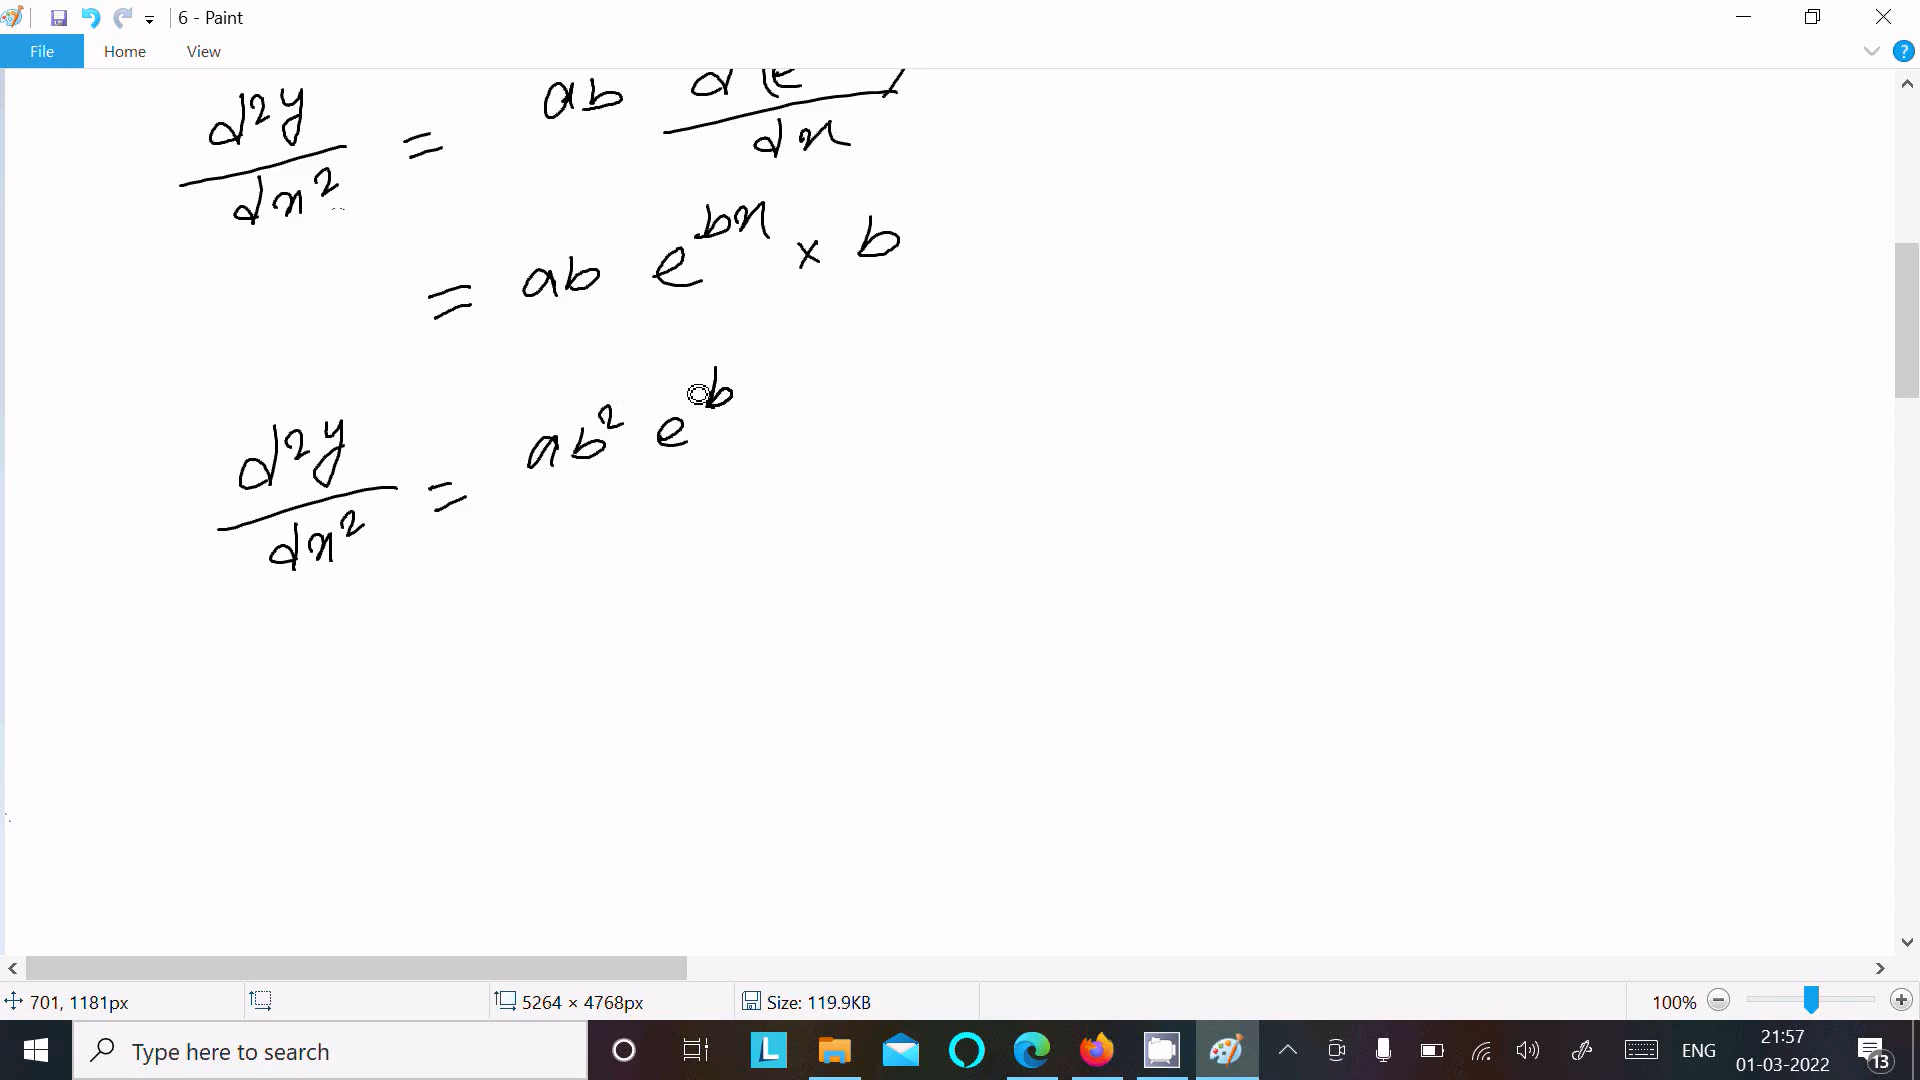 6 - Paint
File Home View
d²y/dx² = ab d(e )/dx
= ab e^bx × b
d²y/dx² = ab² e^b
701, 1181px 5264 × 4768px Size: 119.9KB 100%
Type here to search L ENG 21:57
01-03-2022 13